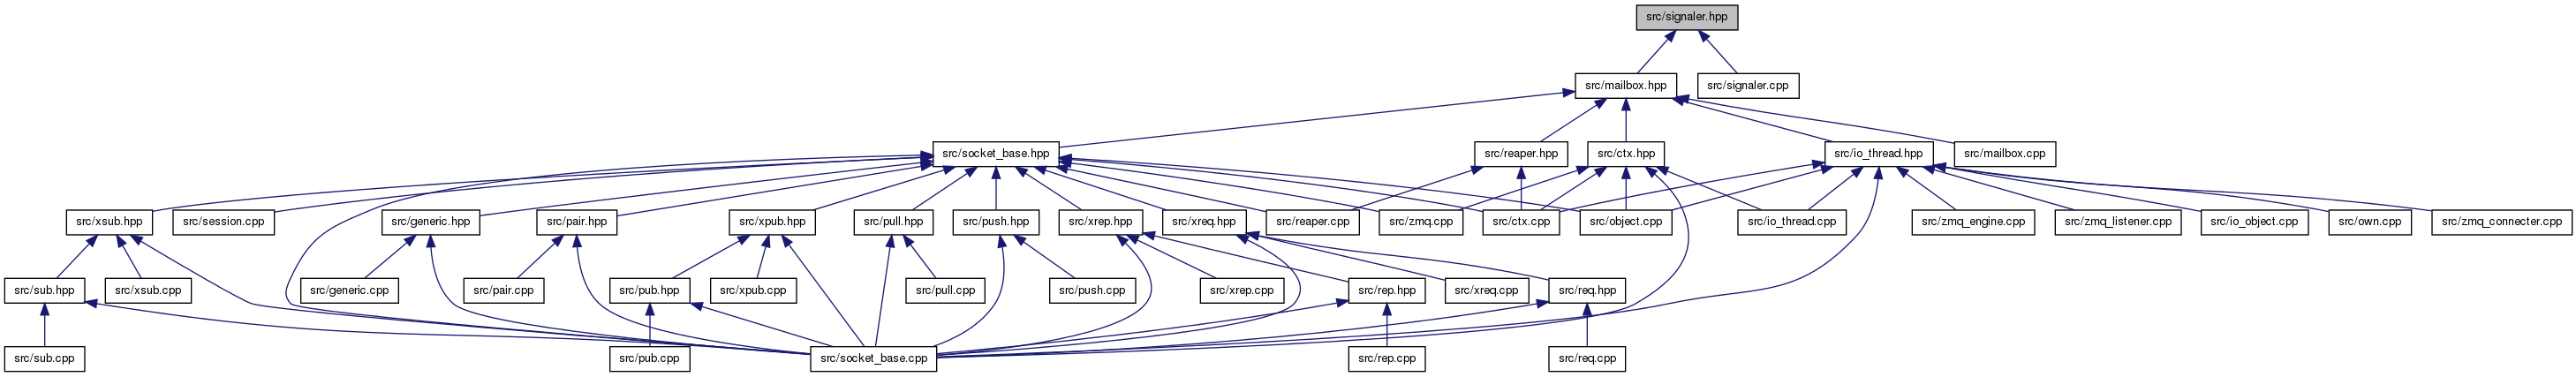 src/signaler.hpp
src/mailbox.hpp
src/signaler.cpp
src/socket_base.hpp
src/reaper.hpp
src/ctx.hpp
src/io_thread.hpp
src/mailbox.cpp
src/xsub.hpp
src/session.cpp
src/generic.hpp
src/pair.hpp
src/xpub.hpp
src/pull.hpp
src/push.hpp
src/xrep.hpp
src/xreq.hpp
src/reaper.cpp
src/zmq.cpp
src/ctx.cpp
src/object.cpp
src/io_thread.cpp
src/zmq_engine.cpp
src/zmq_listener.cpp
src/io_object.cpp
src/own.cpp
src/zmq_connecter.cpp
src/sub.hpp
src/xsub.cpp
src/generic.cpp
src/pair.cpp
src/pub.hpp
src/xpub.cpp
src/pull.cpp
src/push.cpp
src/xrep.cpp
src/rep.hpp
src/xreq.cpp
src/req.hpp
src/sub.cpp
src/pub.cpp
src/socket_base.cpp
src/rep.cpp
src/req.cpp